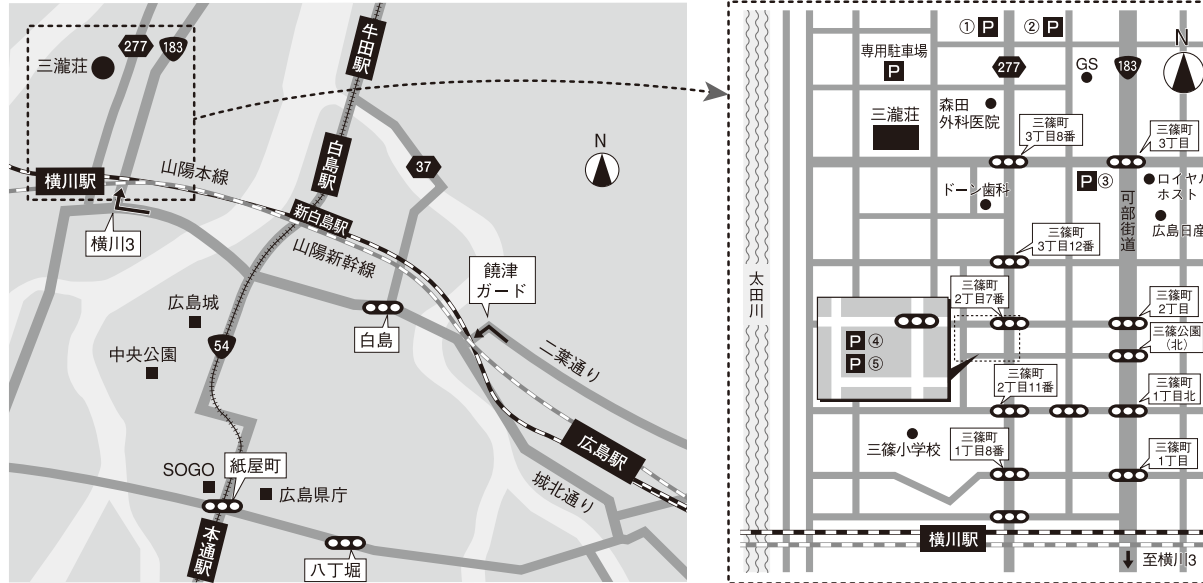 277
183
三瀧荘
横川駅
山陽本線
横川3
牛田駅
白島駅
新白島駅
山陽新幹線
37
N
饒津
ガード
広島城
中央公園
54
白島
二葉通り
広島駅
城北通り
SOGO
紙屋町
広島県庁
本通駅
八丁堀
① P
② P
専用駐車場
P
277
GS
183
N
三瀧荘
森田
外科医院
三篠町
3丁目8番
三篠町
3丁目
ドーン歯科
P ③
ロイヤル
ホスト
可部街道
広島日産
三篠町
3丁目12番
太田川
三篠町
2丁目7番
三篠町
2丁目
三篠公園
(北)
P ④
P ⑤
三篠町
2丁目11番
三篠町
1丁目北
三篠小学校
三篠町
1丁目8番
三篠町
1丁目
横川駅
至横川3